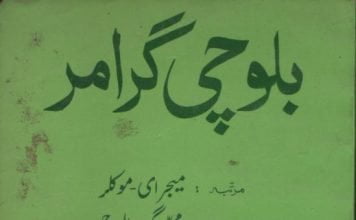 بلوچی گرامر
مرتبہ : میجر ای - موکلر